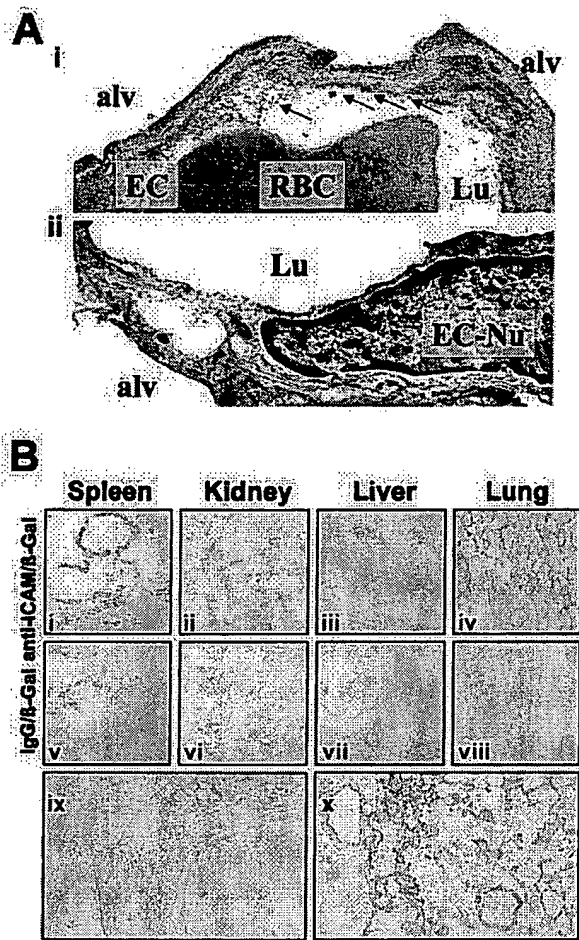 A
i
alv
alv
EC
RBC
Lu
ii
Lu
EC-Nu
alv
B
Spleen Kidney Liver Lung
IgG/ß-Gal anti-ICAM/ß-Gal
i
ii
iii
iv
v
vi
vii
viii
ix
x